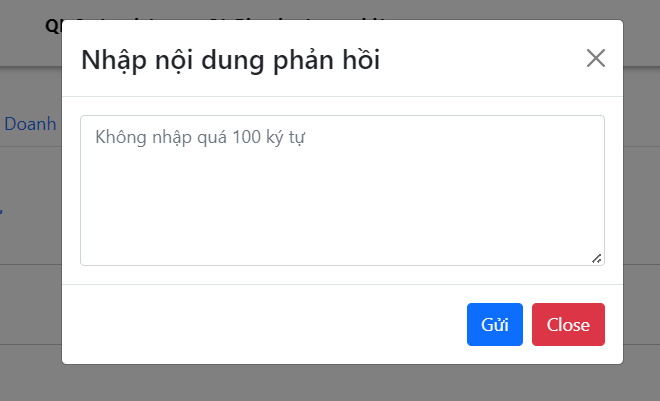 Nhập nội dung phản hồi
Doanh
Không nhập quá 100 ký tự
Gửi
Close